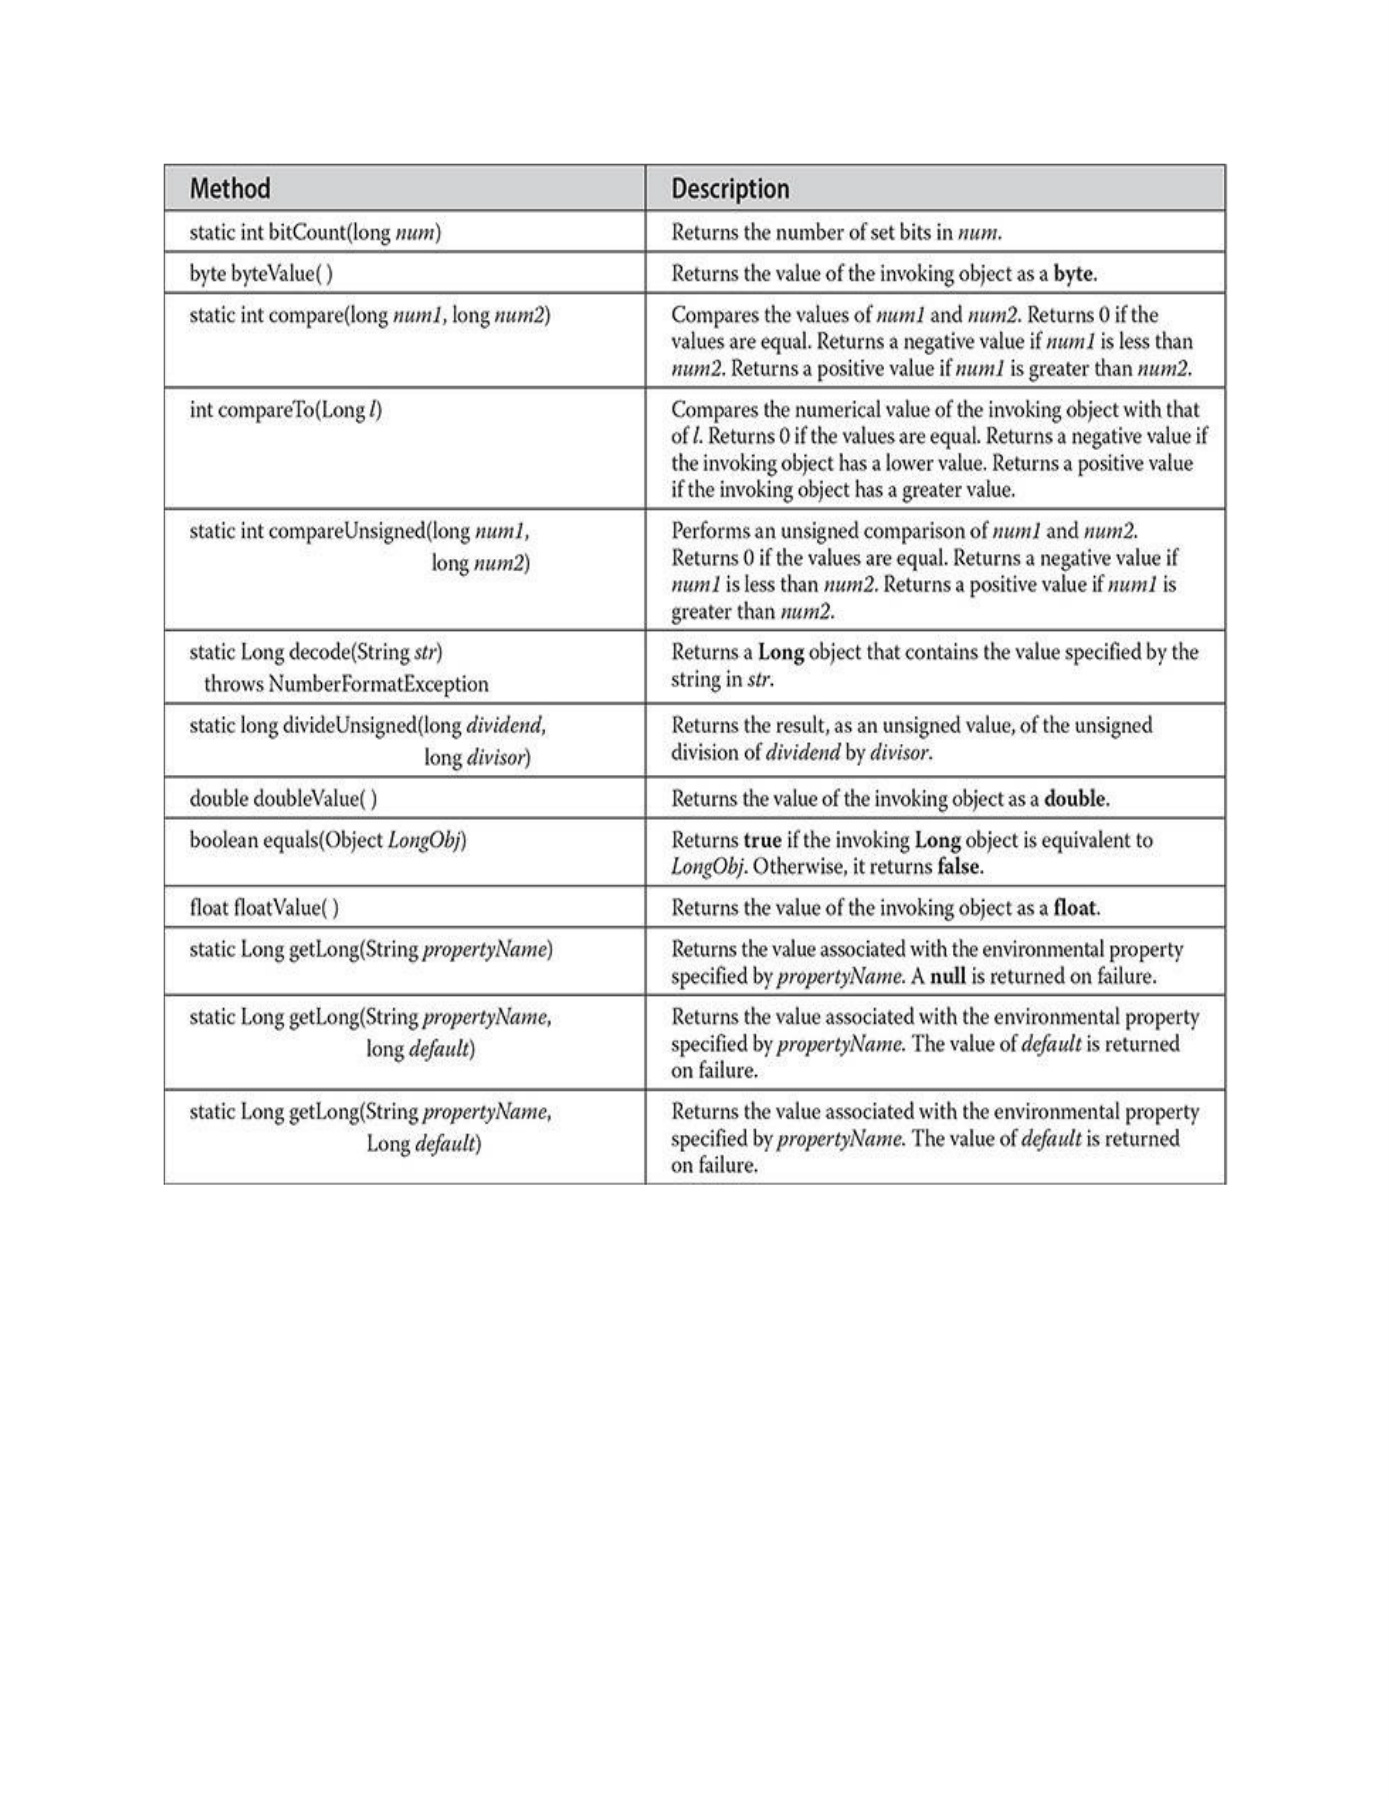 Method Description
static int bitCount(long num) Returns the number of set bits in num.
byte byteValue( ) Returns the value of the invoking object as a byte.
static int compare(long num1, long num2) Compares the values of num1 and num2. Returns 0 if the
values are equal. Returns a negative value if num1 is less than
num2. Returns a positive value if num1 is greater than num2.
int compareTo(Long l) Compares the numerical value of the invoking object with that
of l. Returns 0 if the values are equal. Returns a negative value if
the invoking object has a lower value. Returns a positive value
if the invoking object has a greater value.
static int compareUnsigned(long num1,
long num2)
Performs an unsigned comparison of num1 and num2.
Returns 0 if the values are equal. Returns a negative value if
num1 is less than num2. Returns a positive value if num1 is
greater than num2.
static Long decode(String str)
throws NumberFormatException
Returns a Long object that contains the value specified by the
string in str.
static long divideUnsigned(long dividend,
long divisor)
Returns the result, as an unsigned value, of the unsigned
division of dividend by divisor.
double doubleValue( ) Returns the value of the invoking object as a double.
boolean equals(Object LongObj) Returns true if the invoking Long object is equivalent to
LongObj. Otherwise, it returns false.
float floatValue( ) Returns the value of the invoking object as a float.
static Long getLong(String propertyName) Returns the value associated with the environmental property
specified by propertyName. A null is returned on failure.
static Long getLong(String propertyName,
long default)
Returns the value associated with the environmental property
specified by propertyName. The value of default is returned
on failure.
static Long getLong(String propertyName,
Long default)
Returns the value associated with the environmental property
specified by propertyName. The value of default is returned
on failure.